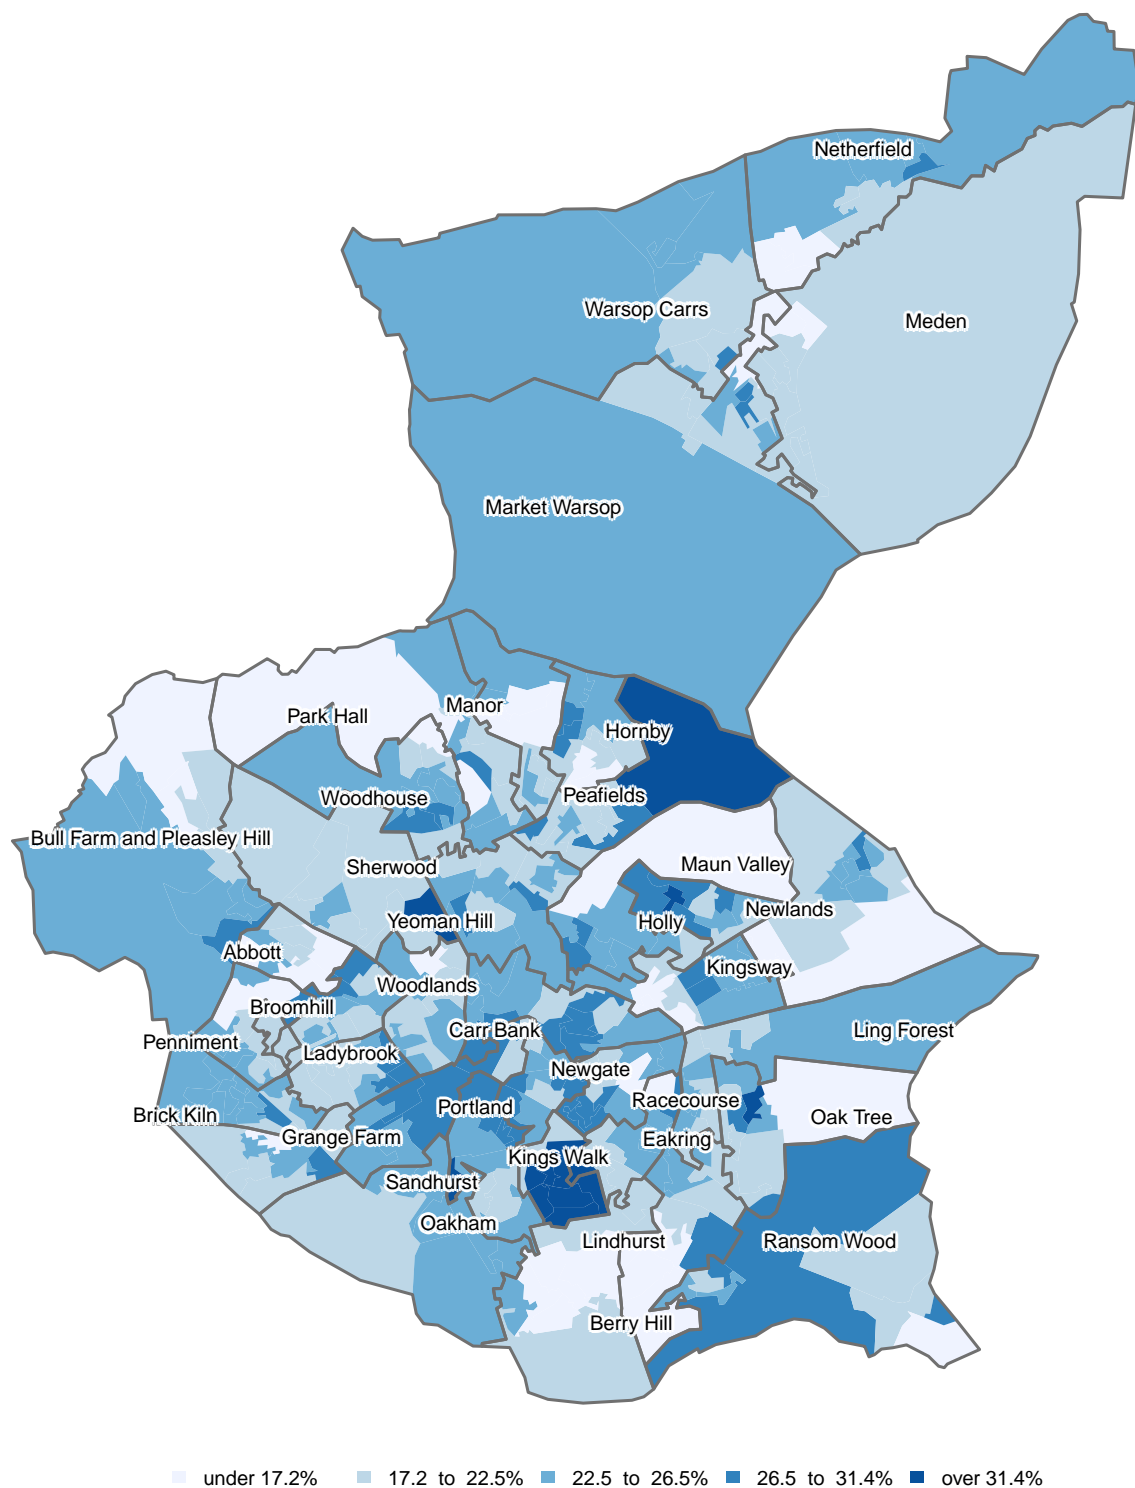 Netherfield
Warsop Carrs
Meden
Market Warsop
Manor
Park Hall
Hornby
Woodhouse
Peafields
Bull Farm and Pleasley Hill
Sherwood
Maun Valley
Newlands
Yeoman Hill
Holly
Abbott
Kingsway
Woodlands
Broomhill
Carr Bank
Ling Forest
Penniment
Ladybrook
Newgate
Racecourse
Portland
Brick Kiln
Oak Tree
Grange Farm
Eakring
Kings Walk
Sandhurst
Oakham
Lindhurst
Ransom Wood
Berry Hill
under 17.2%
17.2 to 22.5%
22.5 to 26.5%
26.5 to 31.4%
over 31.4%